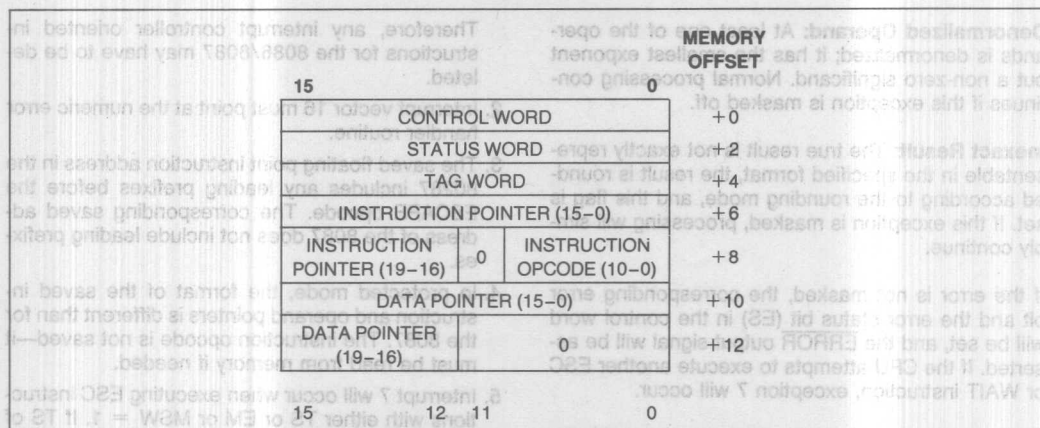 MEMORY
OFFSET
15 0
CONTROL WORD +0
STATUS WORD +2
TAG WORD +4
INSTRUCTION POINTER (15–0) +6
INSTRUCTION POINTER (19–16) 0 INSTRUCTION OPCODE (10–0) +8
DATA POINTER (15–0) +10
DATA POINTER (19–16) 0 +12
15 12 11 0
Denormalized Operand: At least one of the oper-
ands is denormalized; it has the smallest exponent
but a non-zero significand. Normal processing con-
tinues if this exception is masked off.
Inexact Result: The true result is not exactly repre-
sentable in the specified format, the result is round-
ed according to the rounding mode, and this flag is
set. If this exception is masked, processing will sim-
ply continue.
If the error is not masked, the corresponding error
bit and the error status bit (ES) in the control word
will be set, and the ERROR output signal will be as-
serted. If the CPU attempts to execute another ESC
or WAIT instruction, exception 7 will occur.
Therefore, any interrupt controller oriented in-
structions for the 8086/8087 may have to be de-
leted.
2. Interrupt vector 16 must point at the numeric error
handler routine.
3. The saved floating point instruction address in the
80287 includes any leading prefixes before the
ESCAPE opcode. The corresponding saved ad-
dress of the 8087 does not include leading prefix-
es.
4. In protected mode, the format of the saved in-
struction and operand pointers is different than for
the 8087. The instruction opcode is not saved—it
must be read from memory if needed.
5. Interrupt 7 will occur when executing ESC instruc-
tions with either TS or EM or MSW = 1. If TS of